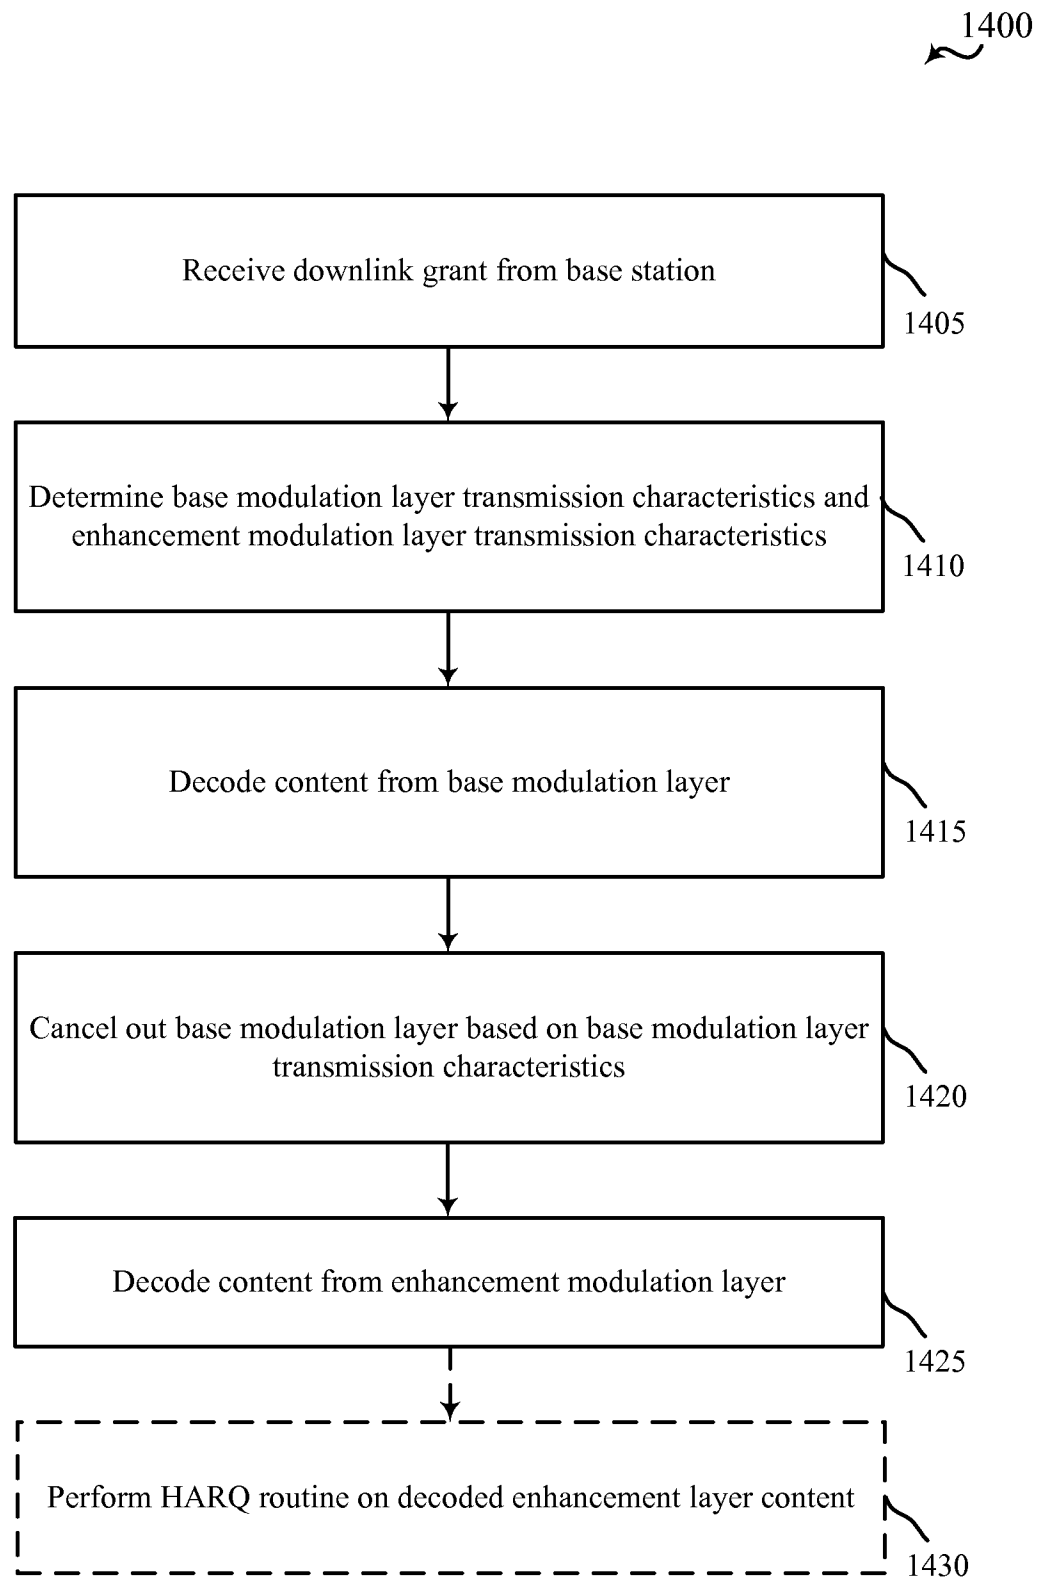 1400
Receive downlink grant from base station
1405
Determine base modulation layer transmission characteristics and
enhancement modulation layer transmission characteristics
1410
Decode content from base modulation layer
1415
Cancel out base modulation layer based on base modulation layer
transmission characteristics
1420
Decode content from enhancement modulation layer
1425
Perform HARQ routine on decoded enhancement layer content
1430